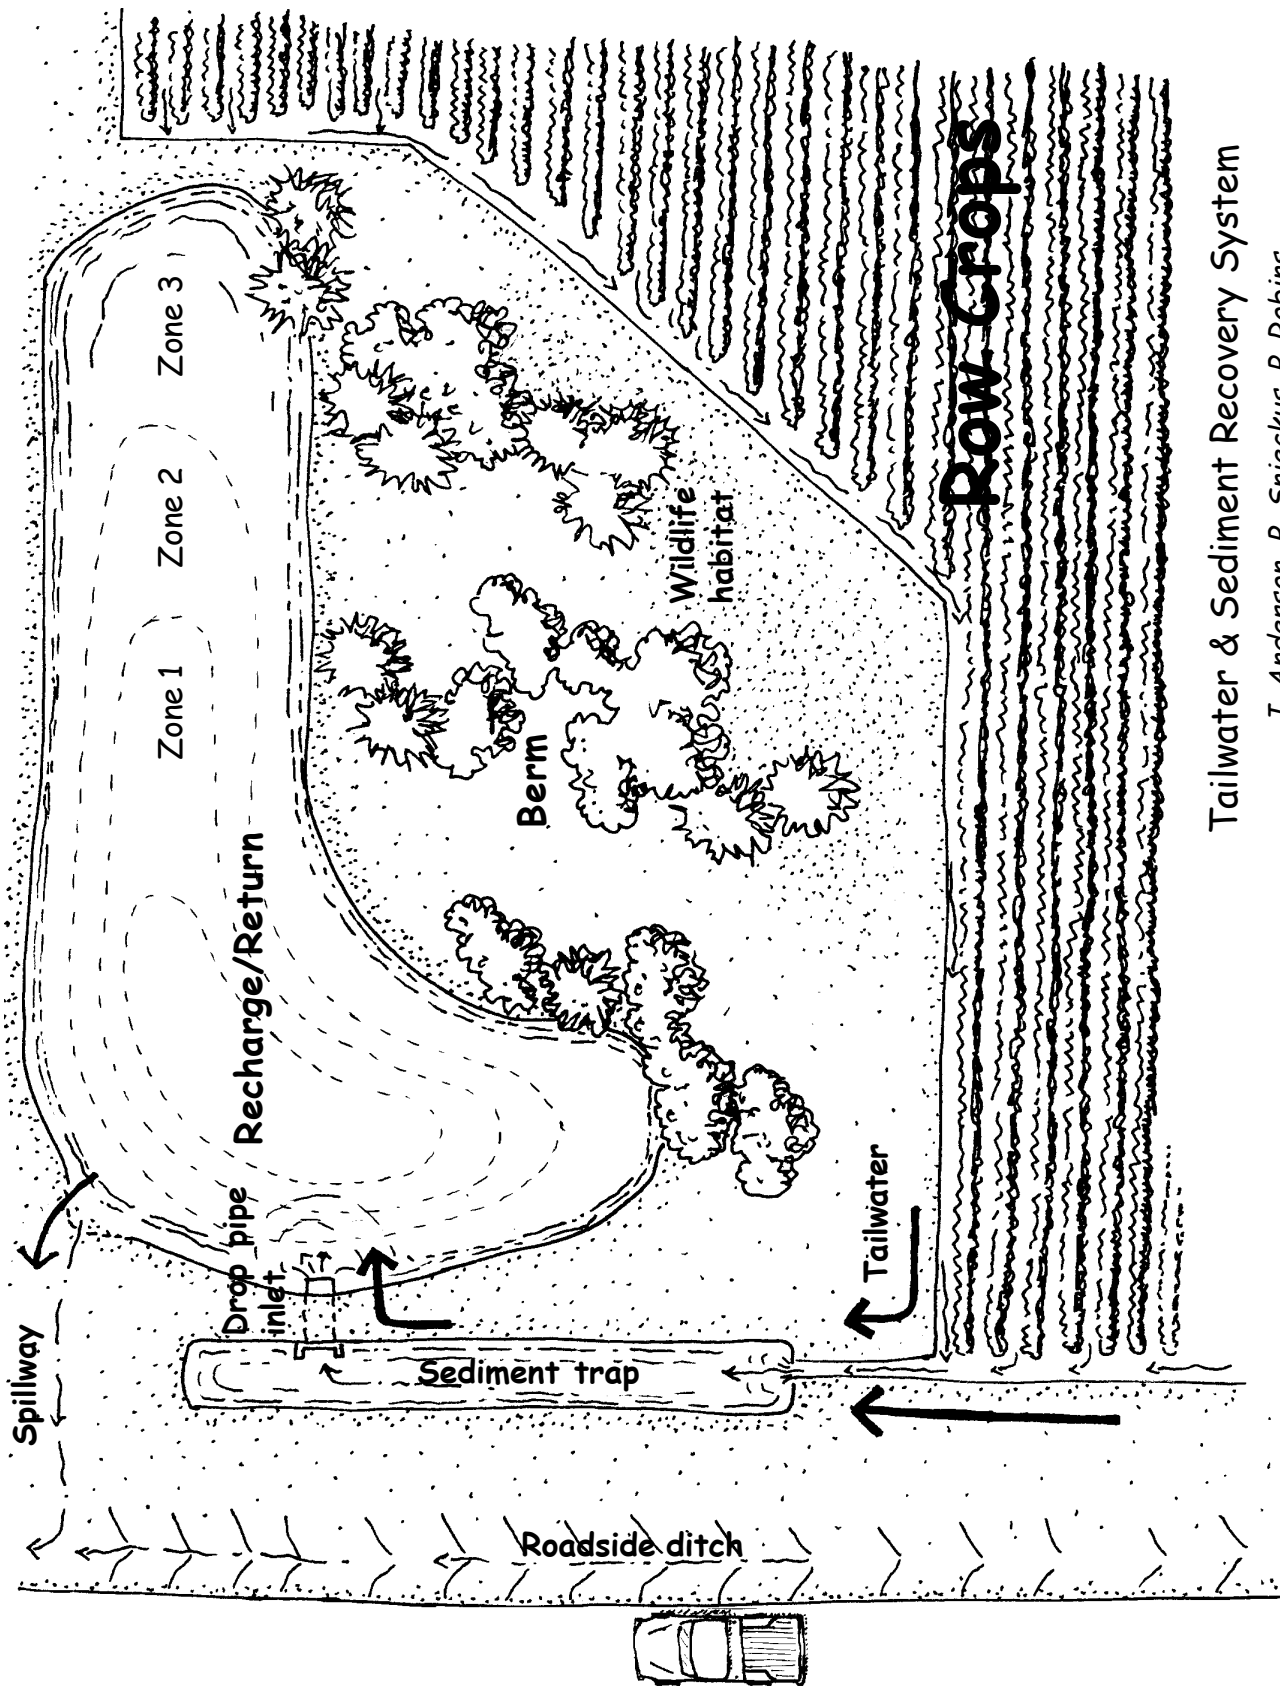 Row Crops
Tailwater & Sediment Recovery System
Zone 3
Zone 2
Zone 1
Wildlife
habitat
Berm
Recharge/Return
Drop pipe
inlet
Tailwater
Spillway
Sediment trap
Roadside ditch
T. Anderson, P.